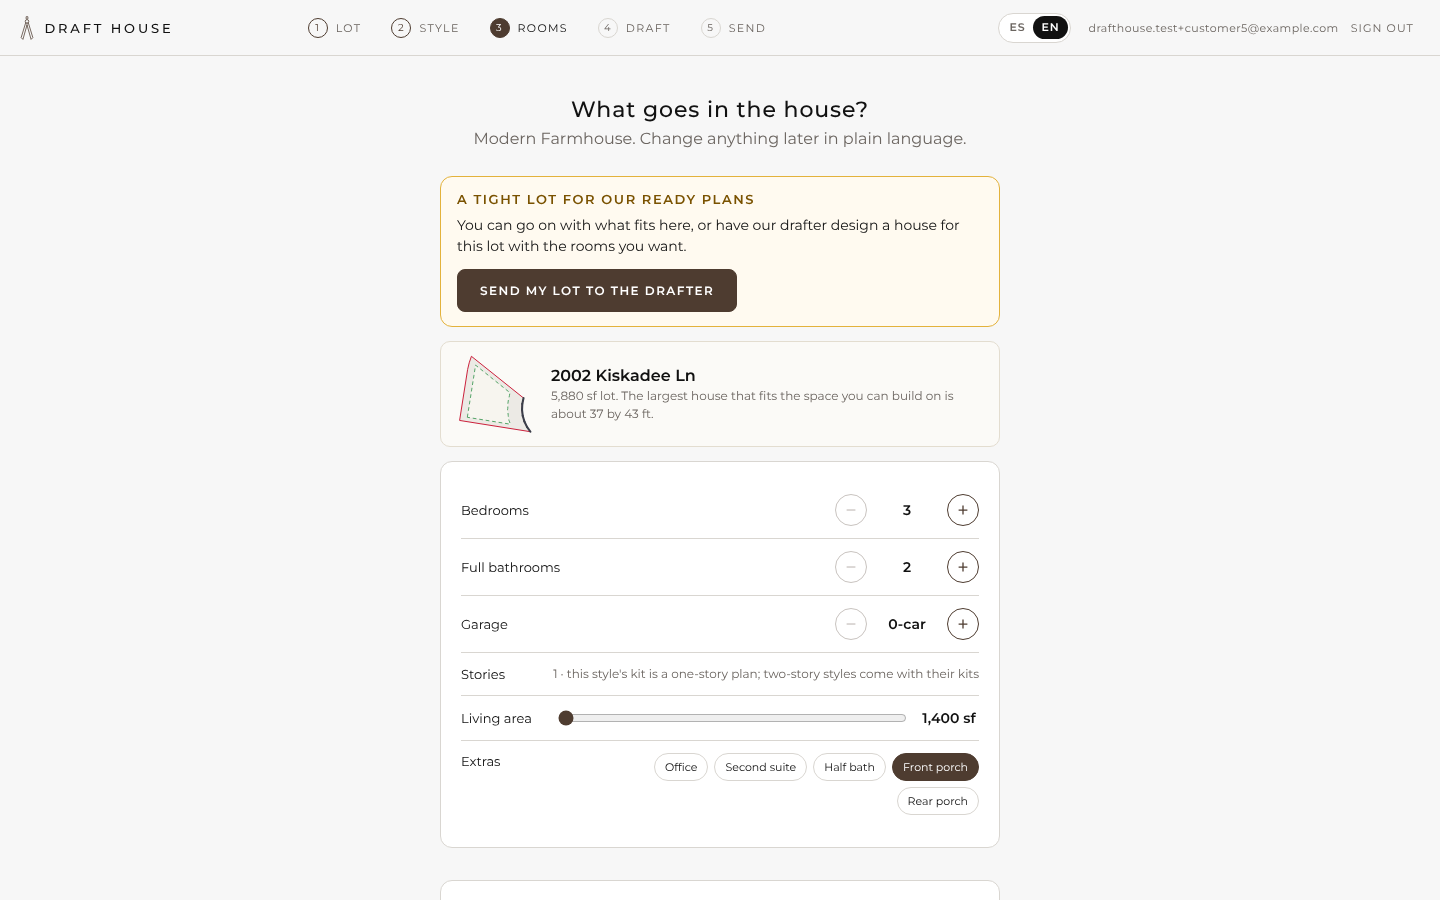 DRAFT HOUSE
1 LOT
2 STYLE
3 ROOMS
4 DRAFT
5 SEND
ES EN
drafthouse.test+customer5@example.com
SIGN OUT
What goes in the house?
Modern Farmhouse. Change anything later in plain language.
A TIGHT LOT FOR OUR READY PLANS
You can go on with what fits here, or have our drafter design a house for
this lot with the rooms you want.
SEND MY LOT TO THE DRAFTER
2002 Kiskadee Ln
5,880 sf lot. The largest house that fits the space you can build on is
about 37 by 43 ft.
Bedrooms − 3 +
Full bathrooms − 2 +
Garage − 0-car +
Stories 1 · this style's kit is a one-story plan; two-story styles come with their kits
Living area 1,400 sf
Extras Office Second suite Half bath Front porch
Rear porch